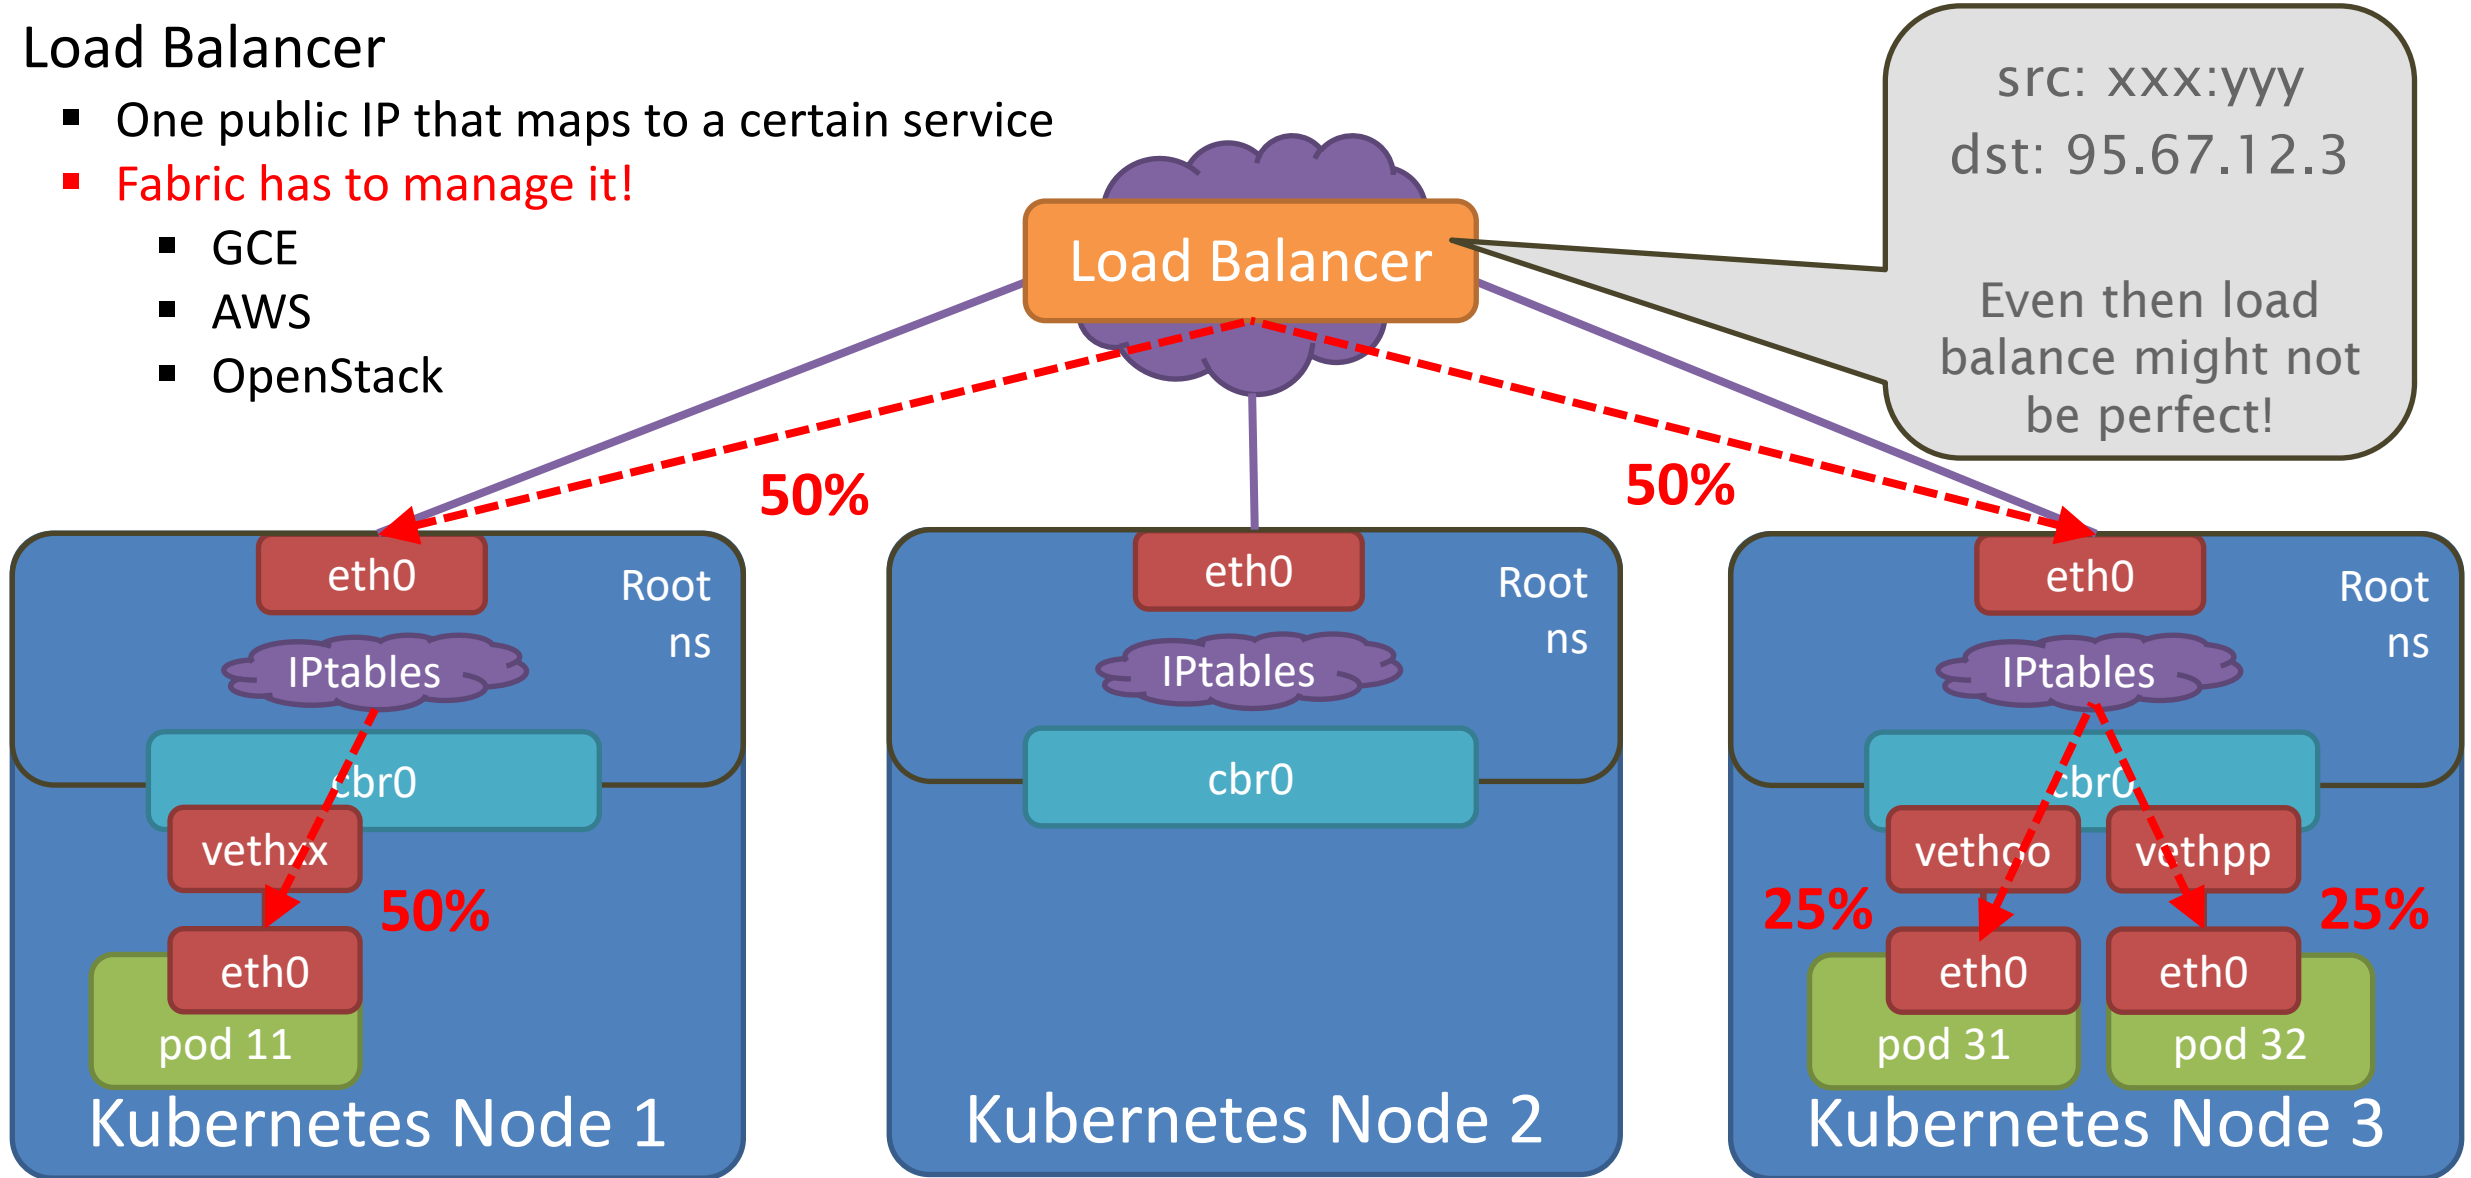 Load Balancer
One public IP that maps to a certain service
Fabric has to manage it!
GCE
AWS
OpenStack
Load Balancer
src: xxx:yyy
dst: 95.67.12.3
Even then load
balance might not
be perfect!
50%
50%
eth0
Root
ns
IPtables
cbr0
vethxx
50%
eth0
pod 11
Kubernetes Node 1
eth0
Root
ns
IPtables
cbr0
Kubernetes Node 2
eth0
Root
ns
IPtables
cbr0
vethoo
vethpp
25%
25%
eth0
eth0
pod 31
pod 32
Kubernetes Node 3